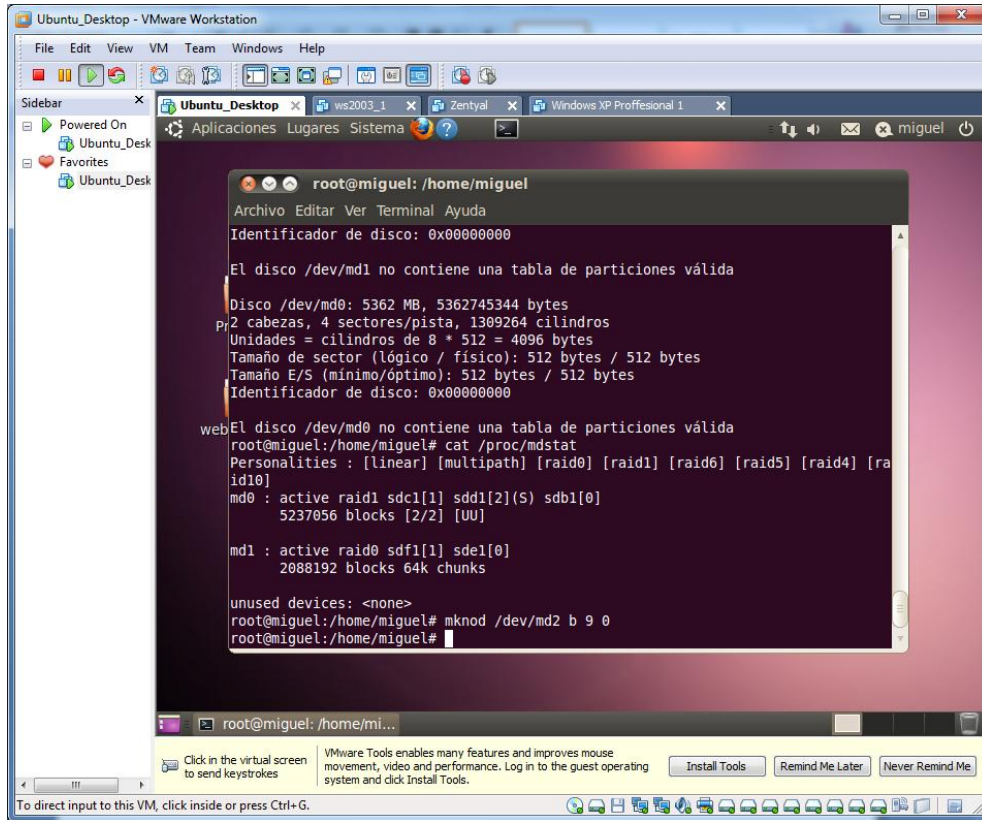 Ubuntu_Desktop - VMware Workstation
File Edit View VM Team Windows Help
Sidebar
Powered On
Ubuntu_Desk
Favorites
Ubuntu_Desk
Ubuntu_Desktop ws2003_1 Zentyal Windows XP Proffesional 1
Aplicaciones Lugares Sistema miguel
root@miguel: /home/miguel
Archivo Editar Ver Terminal Ayuda
Identificador de disco: 0x00000000
El disco /dev/md1 no contiene una tabla de particiones válida
Disco /dev/md0: 5362 MB, 5362745344 bytes
Pr
2 cabezas, 4 sectores/pista, 1309264 cilindros
Unidades = cilindros de 8 * 512 = 4096 bytes
Tamaño de sector (lógico / físico): 512 bytes / 512 bytes
Tamaño E/S (mínimo/óptimo): 512 bytes / 512 bytes
Identificador de disco: 0x00000000
web
El disco /dev/md0 no contiene una tabla de particiones válida
root@miguel:/home/miguel# cat /proc/mdstat
Personalities : [linear] [multipath] [raid0] [raid1] [raid6] [raid5] [raid4] [ra
id10]
md0 : active raid1 sdc1[1] sdd1[2](S) sdb1[0]
5237056 blocks [2/2] [UU]
md1 : active raid0 sdf1[1] sde1[0]
2088192 blocks 64k chunks
unused devices: <none>
root@miguel:/home/miguel# mknod /dev/md2 b 9 0
root@miguel:/home/miguel#
root@miguel: /home/mi...
Click in the virtual screen
to send keystrokes
VMware Tools enables many features and improves mouse
movement, video and performance. Log in to the guest operating
system and click Install Tools.
Install Tools Remind Me Later Never Remind Me
To direct input to this VM, click inside or press Ctrl+G.